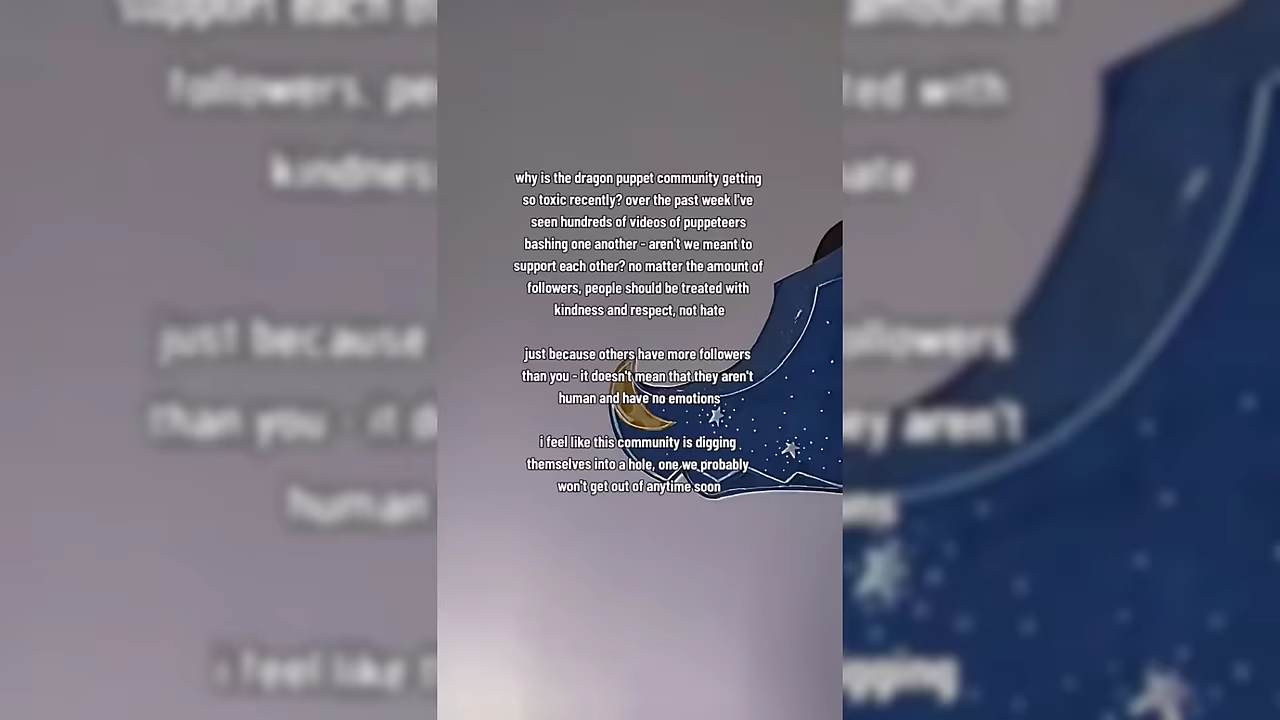 why is the dragon puppet community getting
so toxic recently? over the past week I've
seen hundreds of videos of puppeteers
bashing one another - aren't we meant to
support each other? no matter the amount of
followers, people should be treated with
kindness and respect, not hate
just because others have more followers
than you - it doesn't mean that they aren't
human and have no emotions
i feel like this community is digging
themselves into a hole, one we probably
won't get out of anytime soon